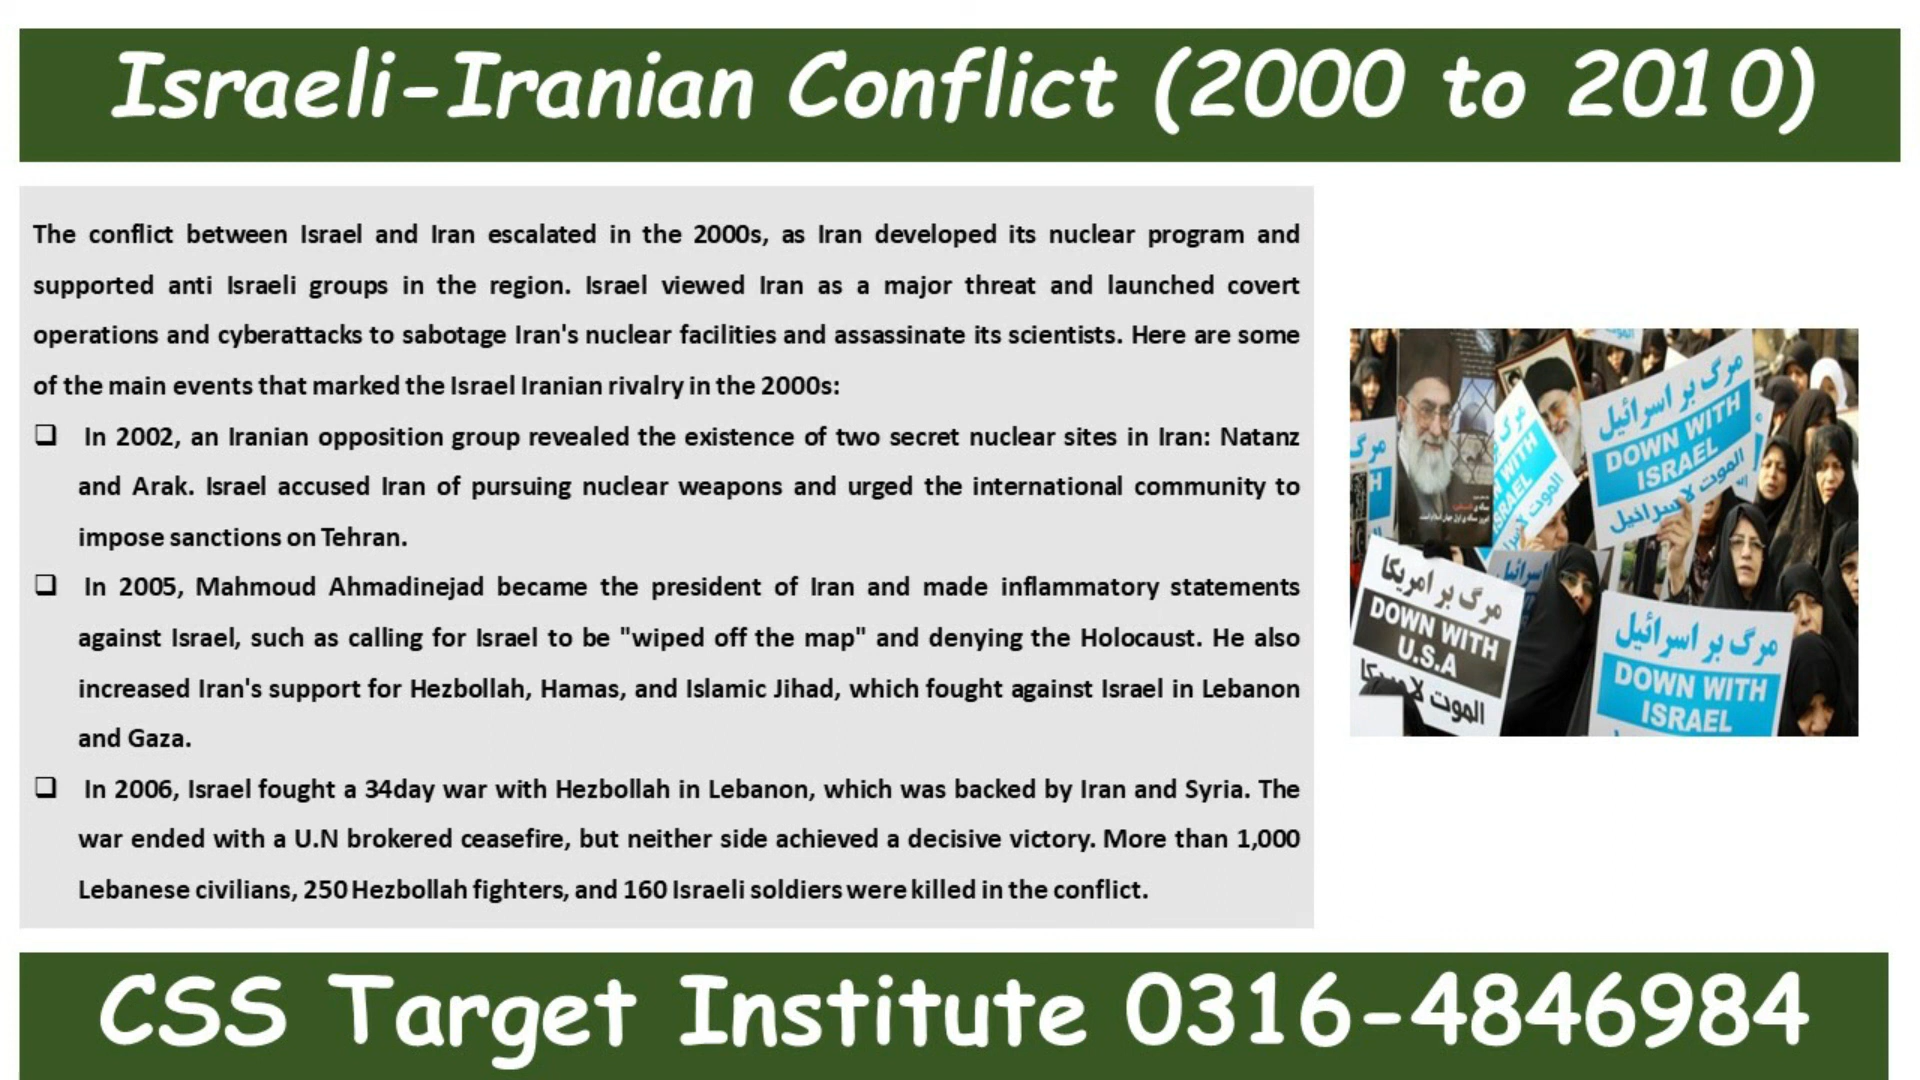 Israeli-Iranian Conflict (2000 to 2010)
The conflict between Israel and Iran escalated in the 2000s, as Iran developed its nuclear program and
supported anti Israeli groups in the region. Israel viewed Iran as a major threat and launched covert
operations and cyberattacks to sabotage Iran's nuclear facilities and assassinate its scientists. Here are some
of the main events that marked the Israel Iranian rivalry in the 2000s:
❑ In 2002, an Iranian opposition group revealed the existence of two secret nuclear sites in Iran: Natanz
and Arak. Israel accused Iran of pursuing nuclear weapons and urged the international community to
impose sanctions on Tehran.
❑ In 2005, Mahmoud Ahmadinejad became the president of Iran and made inflammatory statements
against Israel, such as calling for Israel to be "wiped off the map" and denying the Holocaust. He also
increased Iran's support for Hezbollah, Hamas, and Islamic Jihad, which fought against Israel in Lebanon
and Gaza.
❑ In 2006, Israel fought a 34day war with Hezbollah in Lebanon, which was backed by Iran and Syria. The
war ended with a U.N brokered ceasefire, but neither side achieved a decisive victory. More than 1,000
Lebanese civilians, 250 Hezbollah fighters, and 160 Israeli soldiers were killed in the conflict.
مرگ بر اسرائیل
DOWN WITH
ISRAEL
الموت لاسرائيل
مرگ
WITH
مرگ بر امریکا
DOWN WITH
U.S.A
الموت
مرگ بر اسرائیل
DOWN WITH
ISRAEL
CSS Target Institute 0316-4846984